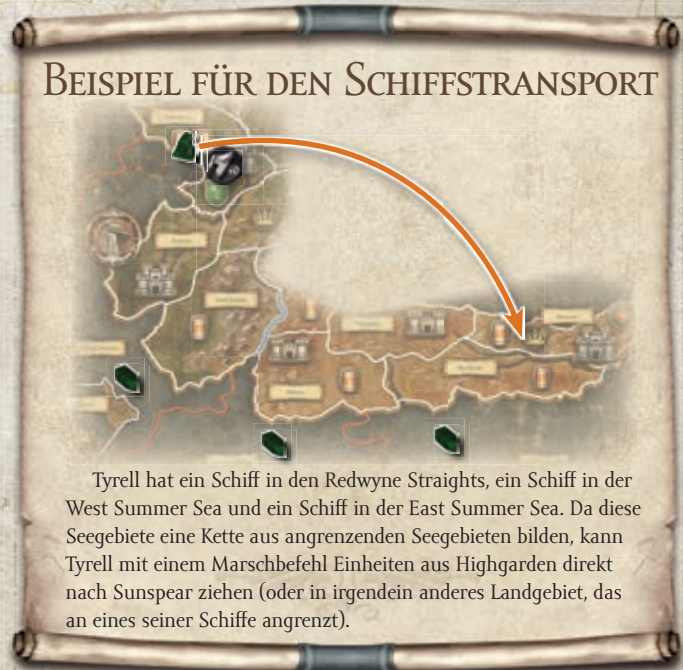 Beispiel für den Schiffstransport
Tyrell hat ein Schiff in den Redwyne Straights, ein Schiff in der
West Summer Sea und ein Schiff in der East Summer Sea. Da diese
Seegebiete eine Kette aus angrenzenden Seegebieten bilden, kann
Tyrell mit einem Marschbefehl Einheiten aus Highgarden direkt
nach Sunspear ziehen (oder in irgendein anderes Landgebiet, das
an eines seiner Schiffe angrenzt).